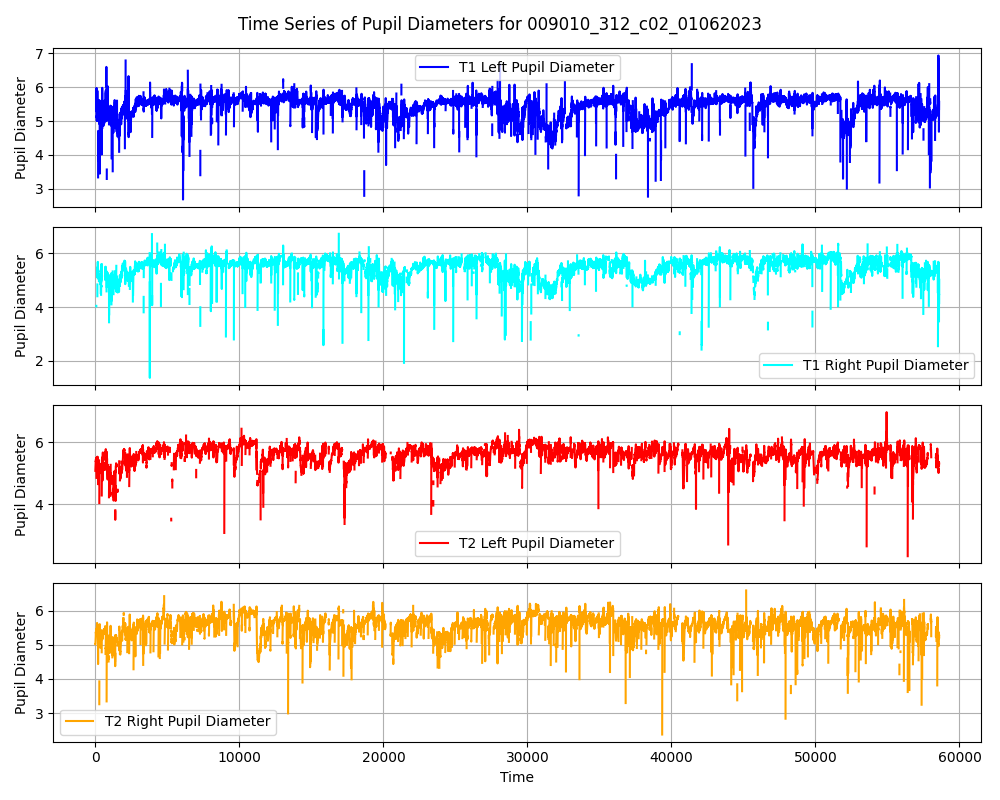 Time Series of Pupil Diameters for 009010_312_c02_01062023
Pupil Diameter
7
6
5
4
3
T1 Left Pupil Diameter
Pupil Diameter
6
4
2
T1 Right Pupil Diameter
Pupil Diameter
6
4
T2 Left Pupil Diameter
Pupil Diameter
6
5
4
3
T2 Right Pupil Diameter
0 10000 20000 30000 40000 50000 60000
Time